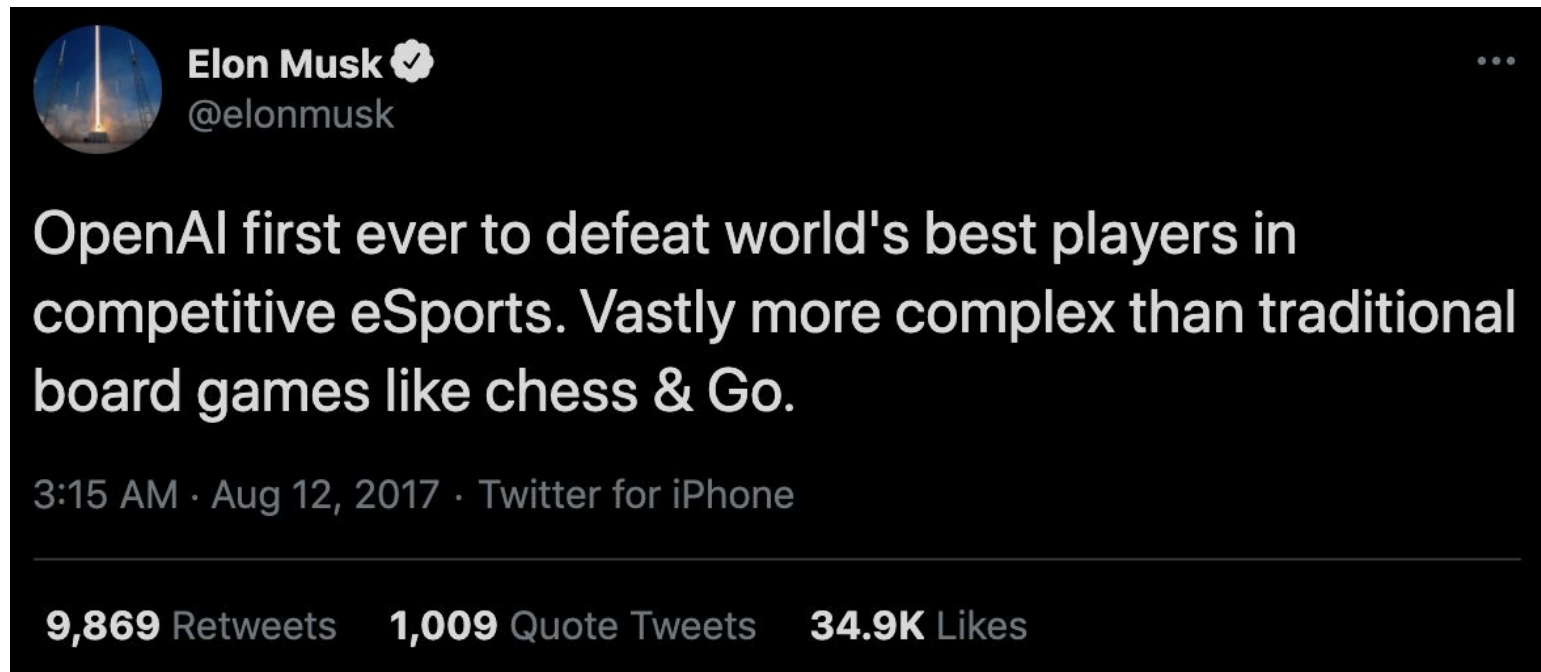 Elon Musk
@elonmusk
OpenAI first ever to defeat world's best players in
competitive eSports. Vastly more complex than traditional
board games like chess & Go.
3:15 AM · Aug 12, 2017 · Twitter for iPhone
9,869 Retweets 1,009 Quote Tweets 34.9K Likes